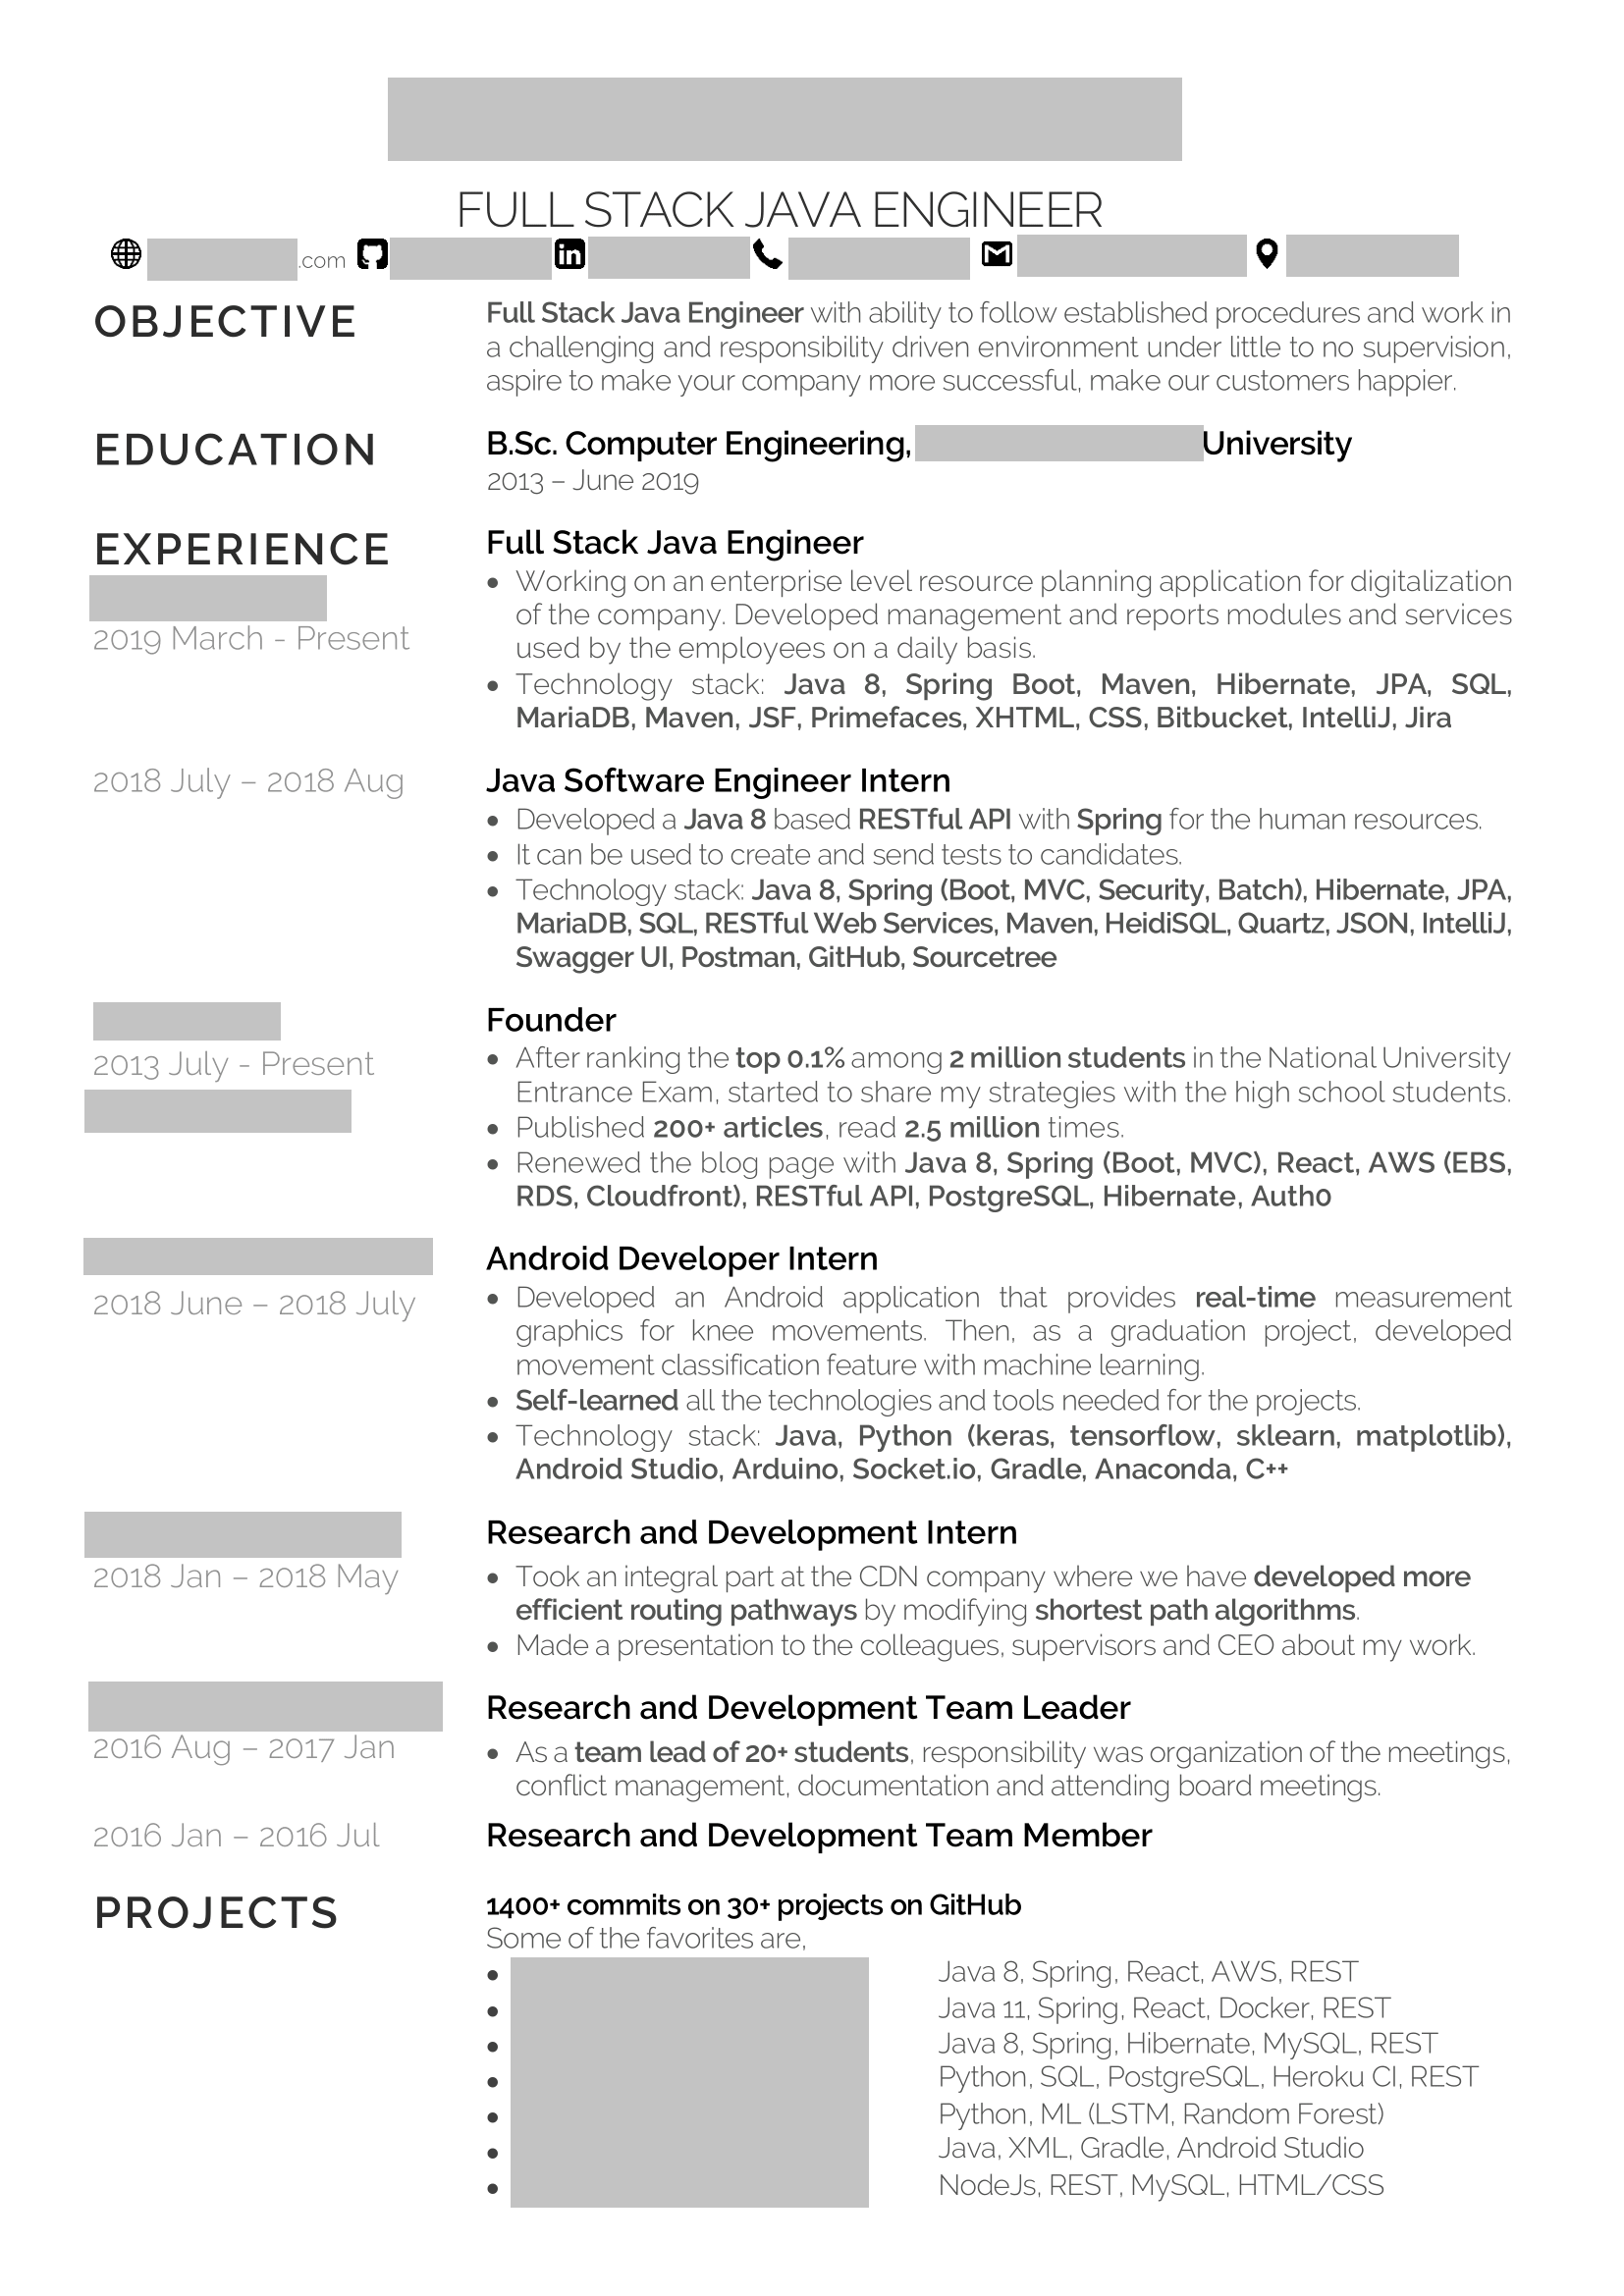 FULL STACK JAVA ENGINEER
.com
OBJECTIVE
Full Stack Java Engineer with ability to follow established procedures and work in
a challenging and responsibility driven environment under little to no supervision,
aspire to make your company more successful, make our customers happier.
EDUCATION
B.Sc. Computer Engineering, University
2013 – June 2019
EXPERIENCE
2019 March - Present
Full Stack Java Engineer
• Working on an enterprise level resource planning application for digitalization
of the company. Developed management and reports modules and services
used by the employees on a daily basis.
• Technology stack: Java 8, Spring Boot, Maven, Hibernate, JPA, SQL,
MariaDB, Maven, JSF, Primefaces, XHTML, CSS, Bitbucket, IntelliJ, Jira
2018 July – 2018 Aug
Java Software Engineer Intern
• Developed a Java 8 based RESTful API with Spring for the human resources.
• It can be used to create and send tests to candidates.
• Technology stack: Java 8, Spring (Boot, MVC, Security, Batch), Hibernate, JPA,
MariaDB, SQL, RESTful Web Services, Maven, HeidiSQL, Quartz, JSON, IntelliJ,
Swagger UI, Postman, GitHub, Sourcetree
2013 July - Present
Founder
• After ranking the top 0.1% among 2 million students in the National University
Entrance Exam, started to share my strategies with the high school students.
• Published 200+ articles, read 2.5 million times.
• Renewed the blog page with Java 8, Spring (Boot, MVC), React, AWS (EBS,
RDS, Cloudfront), RESTful API, PostgreSQL, Hibernate, Auth0
2018 June – 2018 July
Android Developer Intern
• Developed an Android application that provides real-time measurement
graphics for knee movements. Then, as a graduation project, developed
movement classification feature with machine learning.
• Self-learned all the technologies and tools needed for the projects.
• Technology stack: Java, Python (keras, tensorflow, sklearn, matplotlib),
Android Studio, Arduino, Socket.io, Gradle, Anaconda, C++
2018 Jan – 2018 May
Research and Development Intern
• Took an integral part at the CDN company where we have developed more
efficient routing pathways by modifying shortest path algorithms.
• Made a presentation to the colleagues, supervisors and CEO about my work.
2016 Aug – 2017 Jan
Research and Development Team Leader
• As a team lead of 20+ students, responsibility was organization of the meetings,
conflict management, documentation and attending board meetings.
2016 Jan – 2016 Jul
Research and Development Team Member
PROJECTS
1400+ commits on 30+ projects on GitHub
Some of the favorites are,
• Java 8, Spring, React, AWS, REST
• Java 11, Spring, React, Docker, REST
• Java 8, Spring, Hibernate, MySQL, REST
• Python, SQL, PostgreSQL, Heroku CI, REST
• Python, ML (LSTM, Random Forest)
• Java, XML, Gradle, Android Studio
• NodeJs, REST, MySQL, HTML/CSS